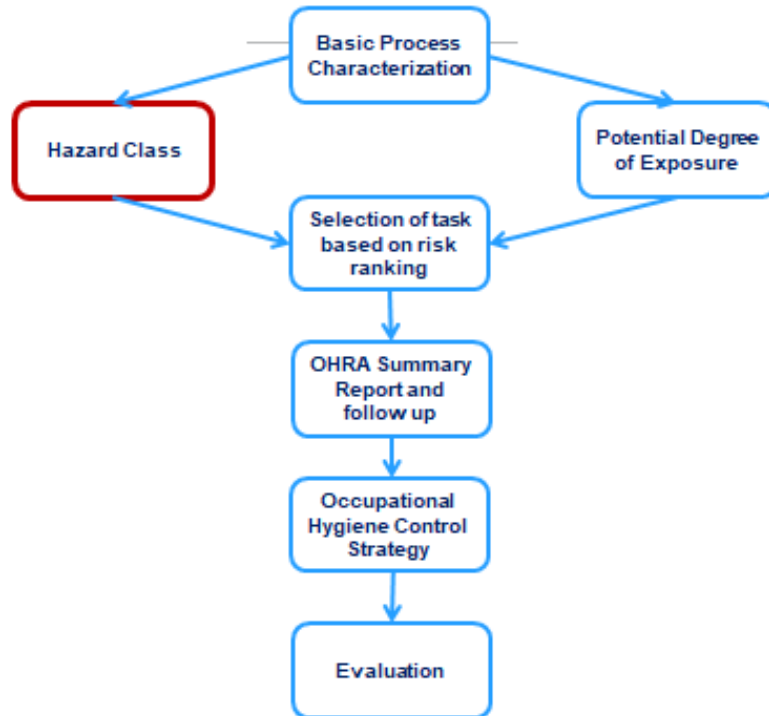 Basic Process
Characterization
Hazard Class
Potential Degree
of Exposure
Selection of task
based on risk
ranking
OHRA Summary
Report and
follow up
Occupational
Hygiene Control
Strategy
Evaluation